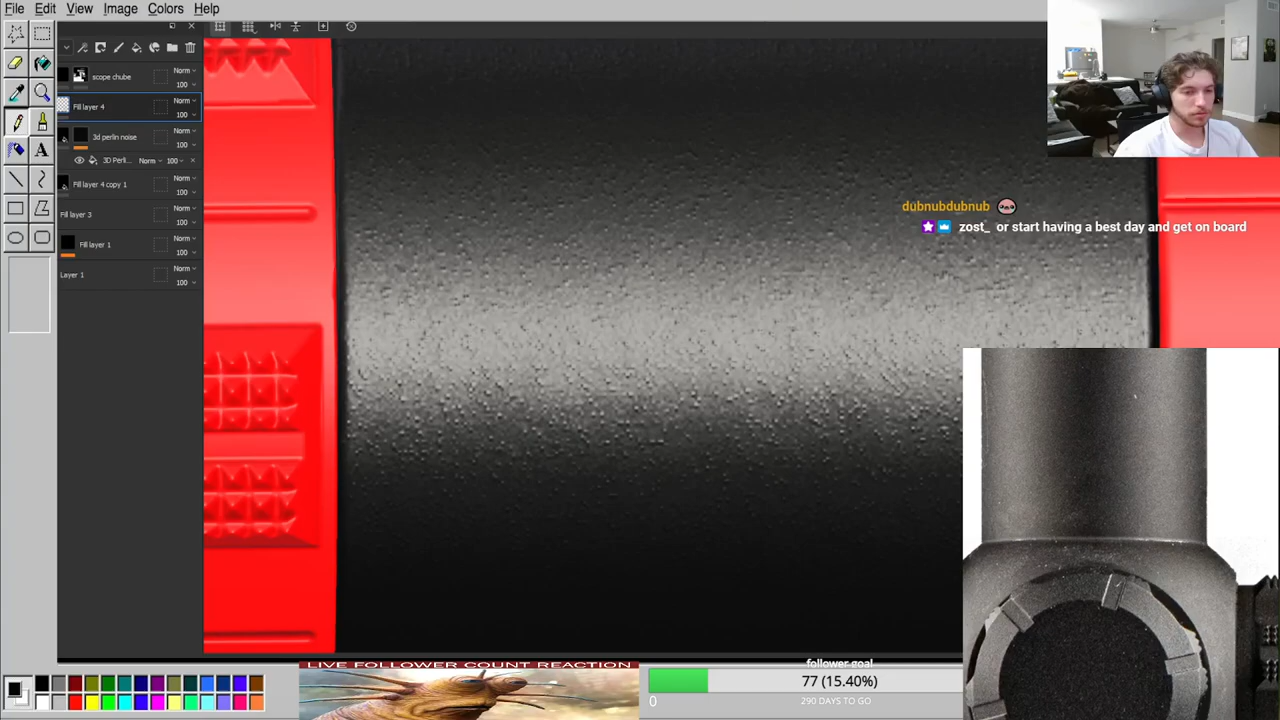 File Edit View Image Colors Help
scope chube Norm 100
Fill layer 4 Norm 100
3d perlin noise Norm 100
3D Perli... Norm 100
Fill layer 4 copy 1 Norm 100
Fill layer 3 Norm 100
Fill layer 1 Norm 100
Layer 1 Norm 100
A
dubnubdubnub
zost_ or start having a best day and get on board
LIVE FOLLOWER COUNT REACTION
follower goal
77 (15.40%)
0
290 DAYS TO GO